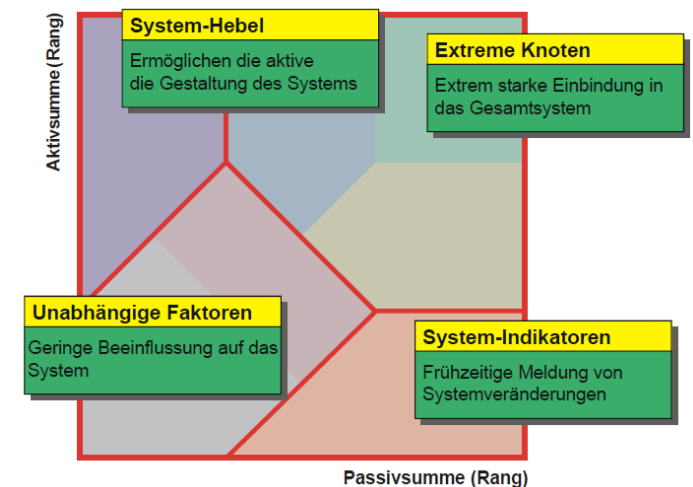 System-Hebel
Ermöglichen die aktive
die Gestaltung des Systems
Extreme Knoten
Extrem starke Einbindung in
das Gesamtsystem
Aktivsumme (Rang)
Unabhängige Faktoren
Geringe Beeinflussung auf das
System
System-Indikatoren
Frühzeitige Meldung von
Systemveränderungen
Passivsumme (Rang)